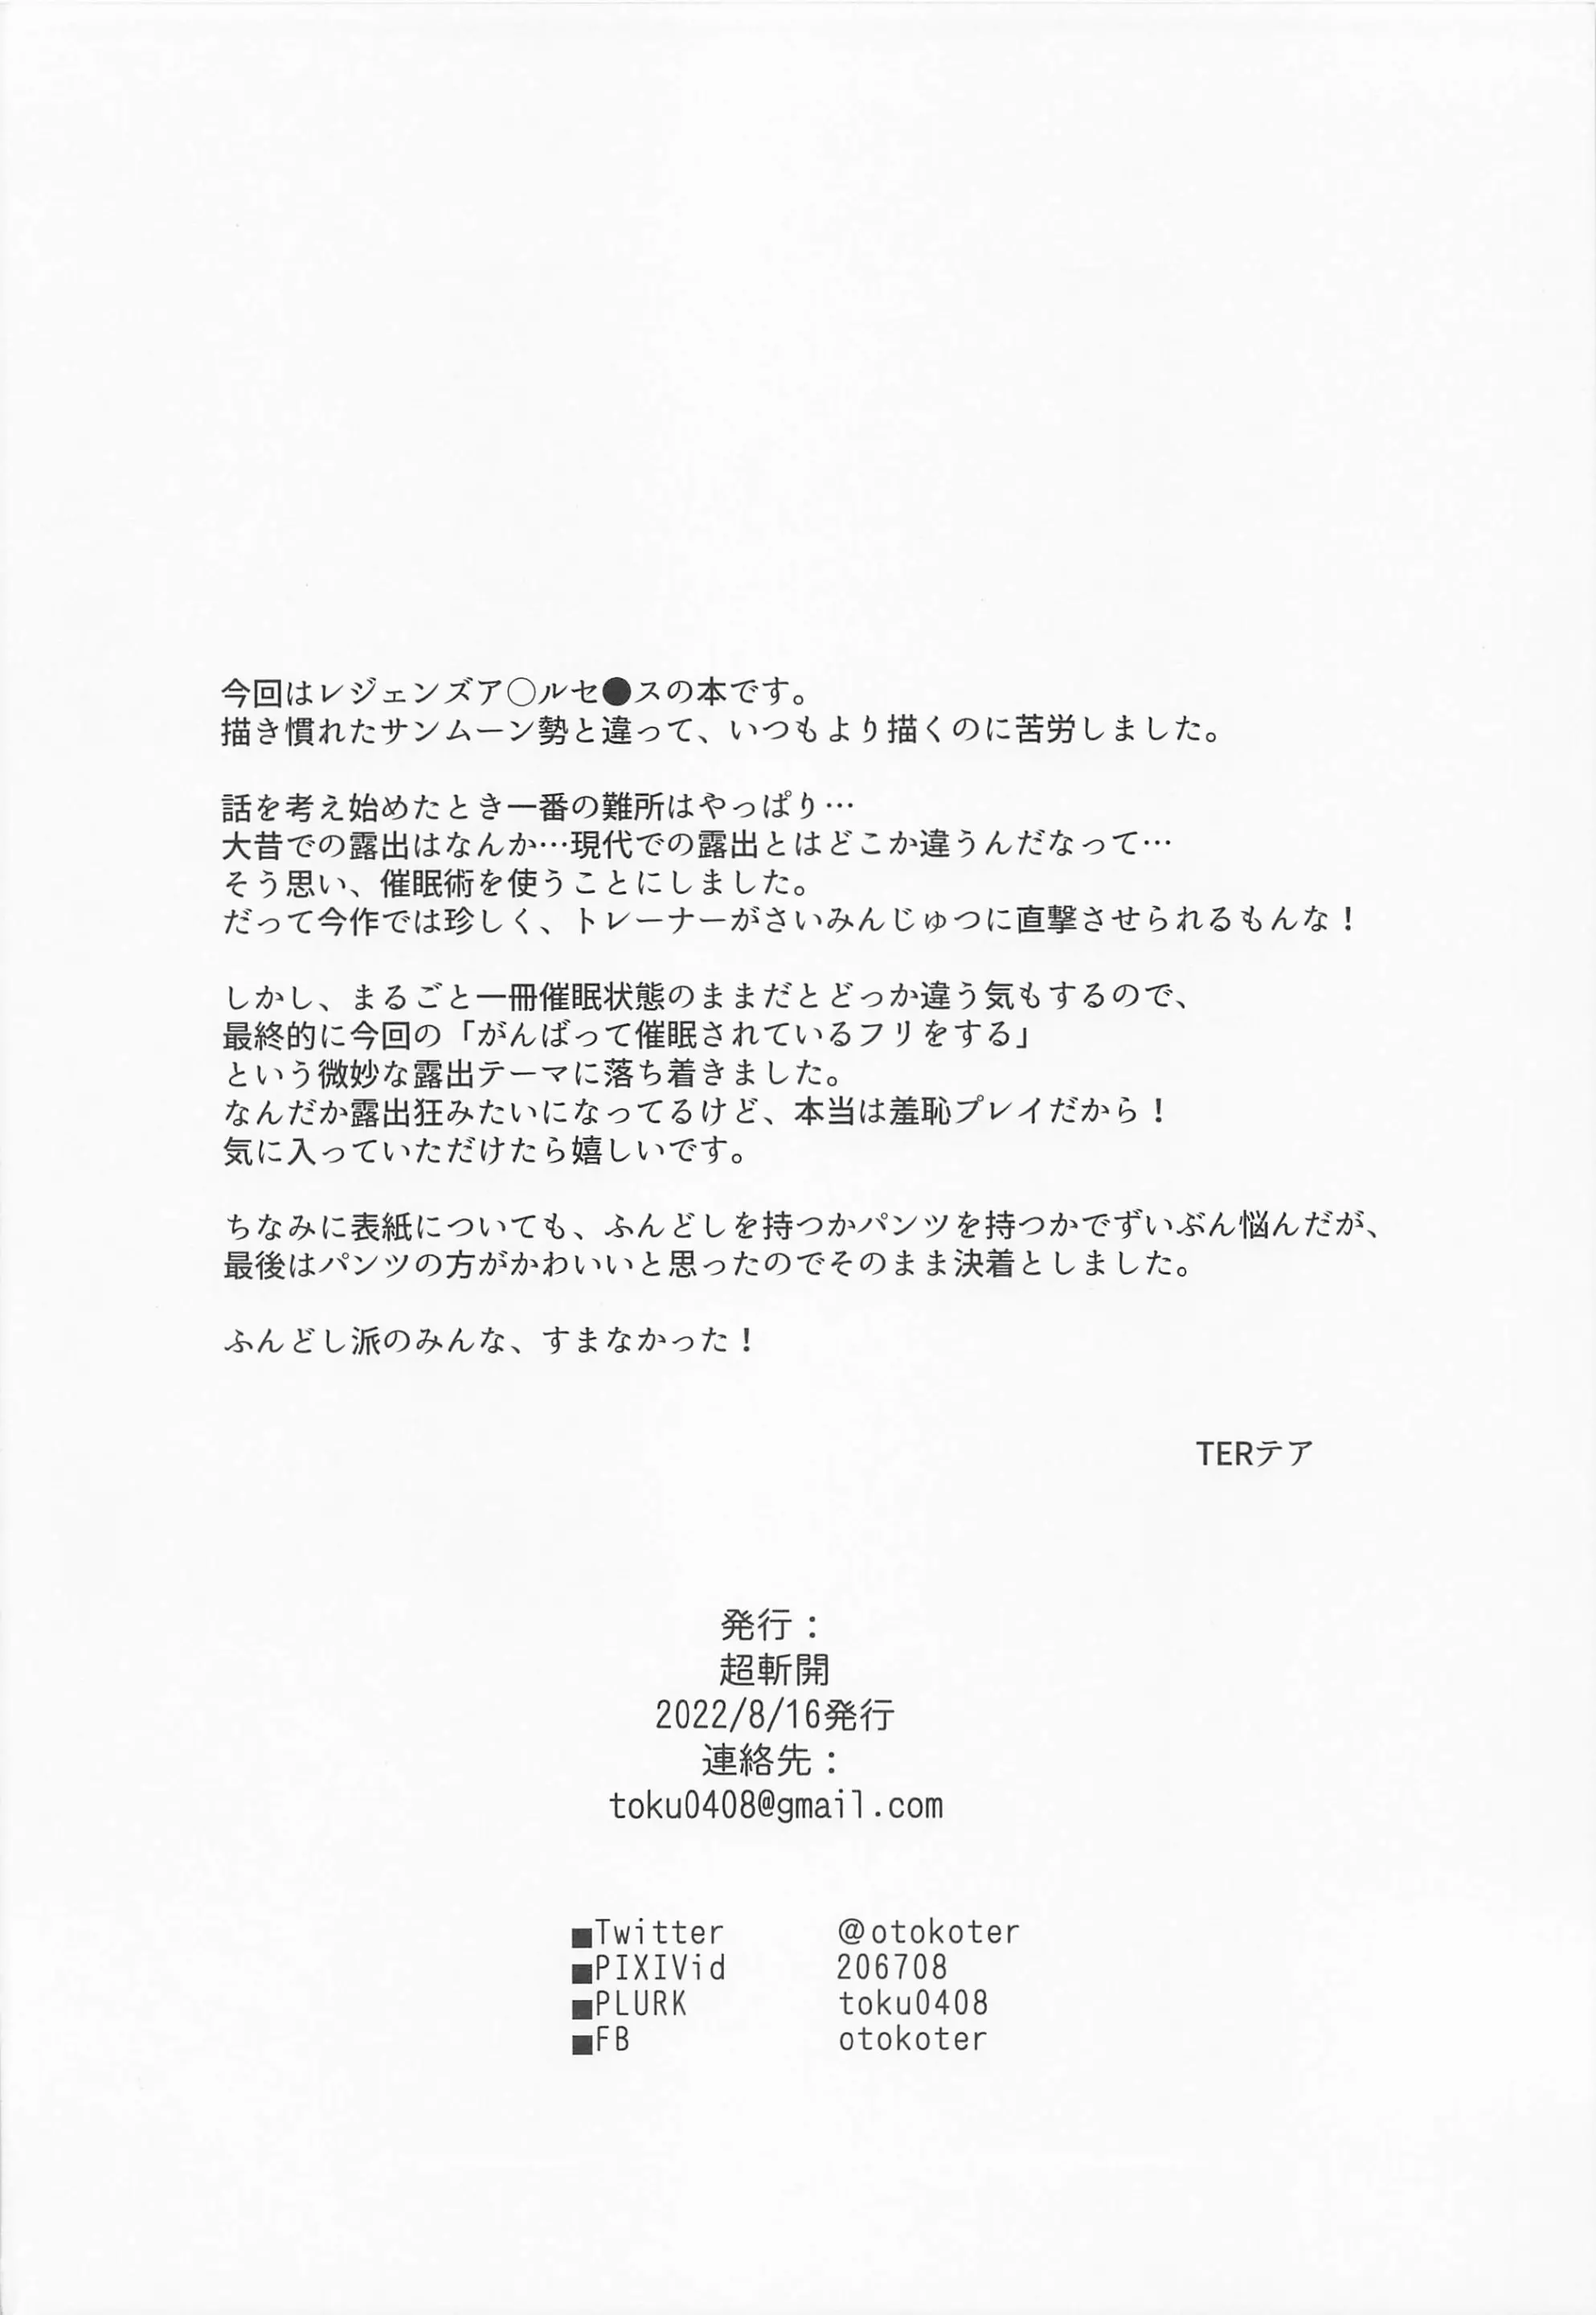 今回はレジェンズア○ルセ●スの本です。
描き慣れたサンムーン勢と違って、いつもより描くのに苦労しました。
話を考え始めたとき一番の難所はやっぱり…
大昔での露出はなんか…現代での露出とはどこか違うんだなって…
そう思い、催眠術を使うことにしました。
だって今作では珍しく、トレーナーがさいみんじゅつに直撃させられるもんな！
しかし、まるごと一冊催眠状態のままだとどっか違う気もするので、
最終的に今回の「がんばって催眠されているフリをする」
という微妙な露出テーマに落ち着きました。
なんだか露出狂みたいになってるけど、本当は羞恥プレイだから！
気に入っていただけたら嬉しいです。
ちなみに表紙についても、ふんどしを持つかパンツを持つかでずいぶん悩んだが、
最後はパンツの方がかわいいと思ったのでそのまま決着としました。
ふんどし派のみんな、すまなかった！
TERテア
発行：
超斬開
2022/8/16発行
連絡先：
toku0408@gmail.com
■Twitter @otokoter
■PIXIVid 206708
■PLURK toku0408
■FB otokoter